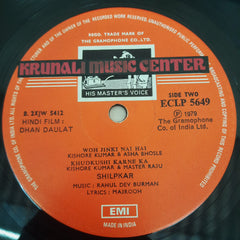 REGD. TRADE MARK OF
THE GRAMOPHONE CO. LTD.
KRUNALI MUSIC CENTER
HIS MASTER'S VOICE
SIDE TWO
ECLP 5649
B. 2XJW 5412
HINDI FILM :
DHAN DAULAT
℗ 1978
The Gramophone
Co. of India Ltd.
WOH JINKI NAI HAI
KISHORE KUMAR & ASHA BHOSLE
KHUDKUSHI KARNE KA
KISHORE KUMAR & MASTER RAJU
SHILPKAR
MUSIC : RAHUL DEV BURMAN
LYRICS : MAJROOH
EMI
MADE IN INDIA